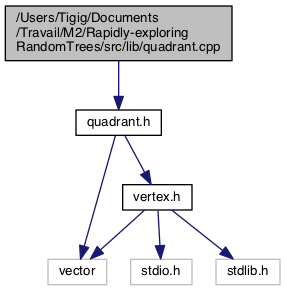 /Users/Tigig/Documents
/Travail/M2/Rapidly-exploring
RandomTrees/src/lib/quadrant.cpp
quadrant.h
vertex.h
vector
stdio.h
stdlib.h